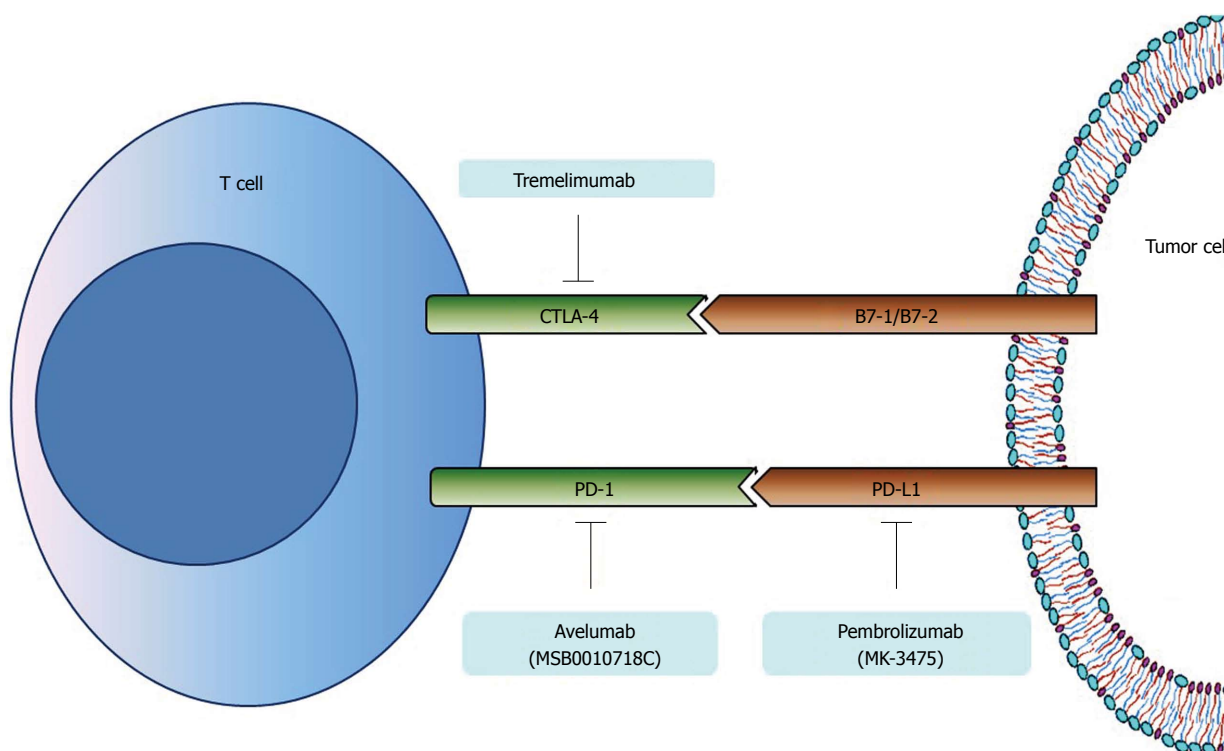 T cell
Tremelimumab
Tumor cel
CTLA-4
B7-1/B7-2
PD-1
PD-L1
Avelumab
(MSB0010718C)
Pembrolizumab
(MK-3475)